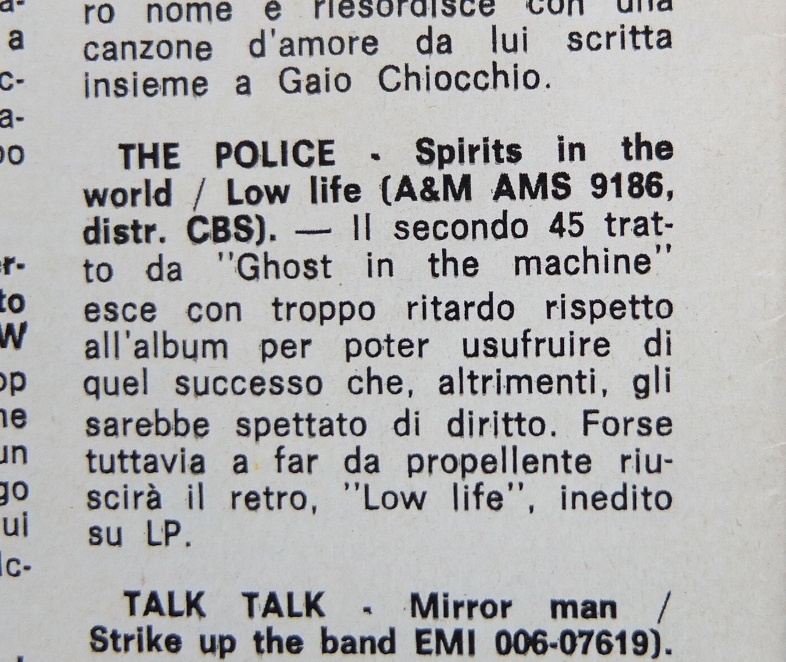 ro nome e riesordisce con una
canzone d'amore da lui scritta
insieme a Gaio Chiocchio.
THE POLICE - Spirits in the
world / Low life (A&M AMS 9186,
distr. CBS). — Il secondo 45 trat-
to da "Ghost in the machine"
esce con troppo ritardo rispetto
all'album per poter usufruire di
quel successo che, altrimenti, gli
sarebbe spettato di diritto. Forse
tuttavia a far da propellente riu-
scirà il retro, "Low life", inedito
su LP.
TALK TALK - Mirror man /
Strike up the band EMI 006-07619).